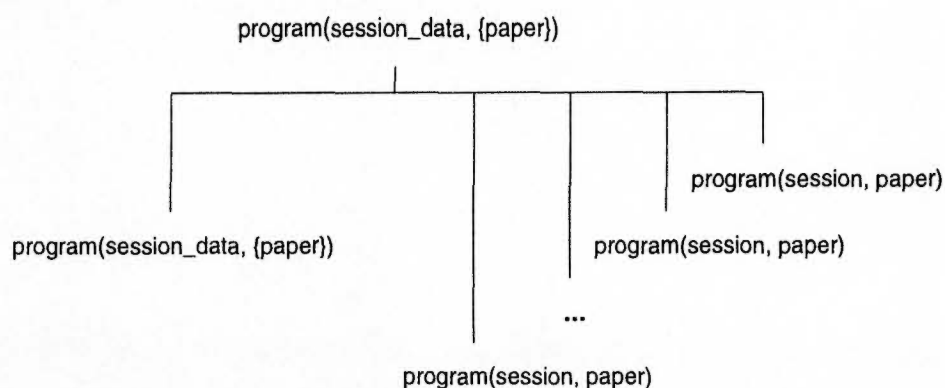 program(session_data, {paper})
program(session, paper)
program(session_data, {paper})
program(session, paper)
...
program(session, paper)